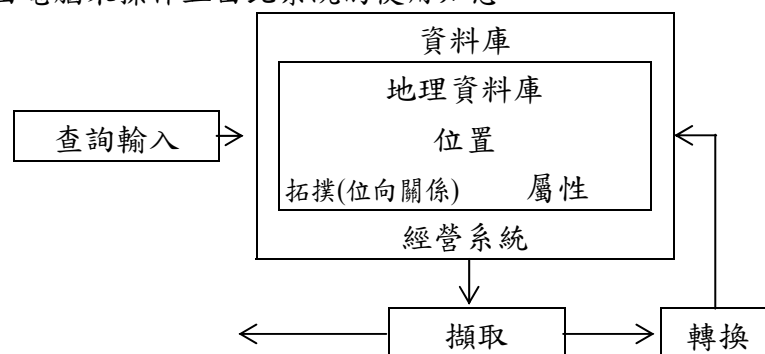 資料庫
地理資料庫
查詢輸入
位置
拓撲(位向關係) 屬性
經營系統
擷取
轉換